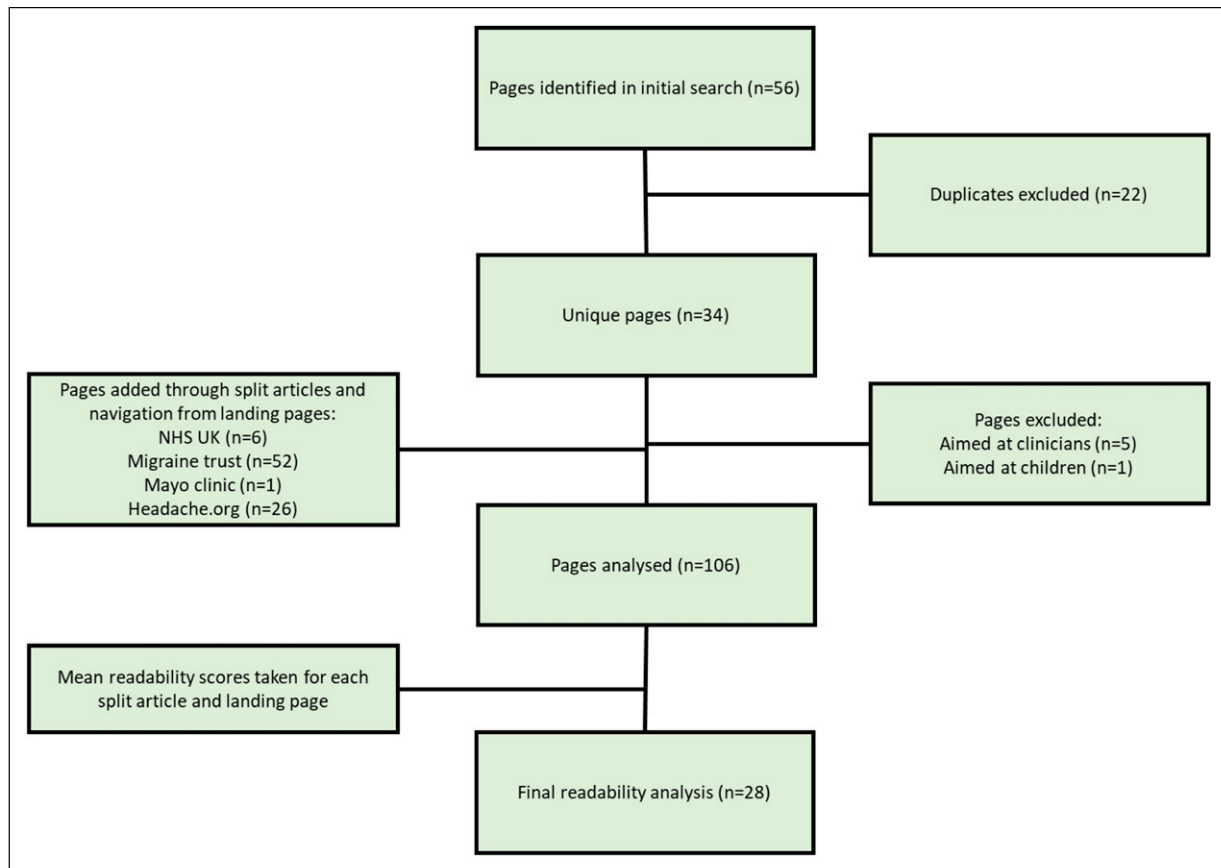 Pages identified in initial search (n=56)
Duplicates excluded (n=22)
Unique pages (n=34)
Pages added through split articles and
navigation from landing pages:
NHS UK (n=6)
Migraine trust (n=52)
Mayo clinic (n=1)
Headache.org (n=26)
Pages excluded:
Aimed at clinicians (n=5)
Aimed at children (n=1)
Pages analysed (n=106)
Mean readability scores taken for each
split article and landing page
Final readability analysis (n=28)